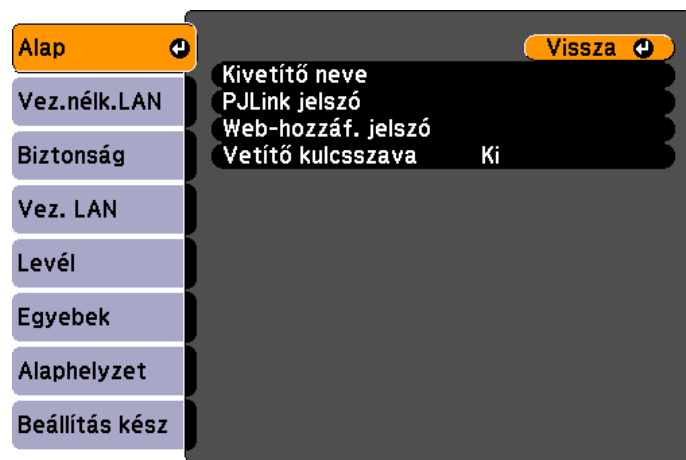 Alap
Vez.nélk.LAN
Biztonság
Vez. LAN
Levél
Egyebek
Alaphelyzet
Beállítás kész
Vissza
Kivetítő neve
PJLink jelszó
Web-hozzáf. jelszó
Vetítő kulcsszava Ki